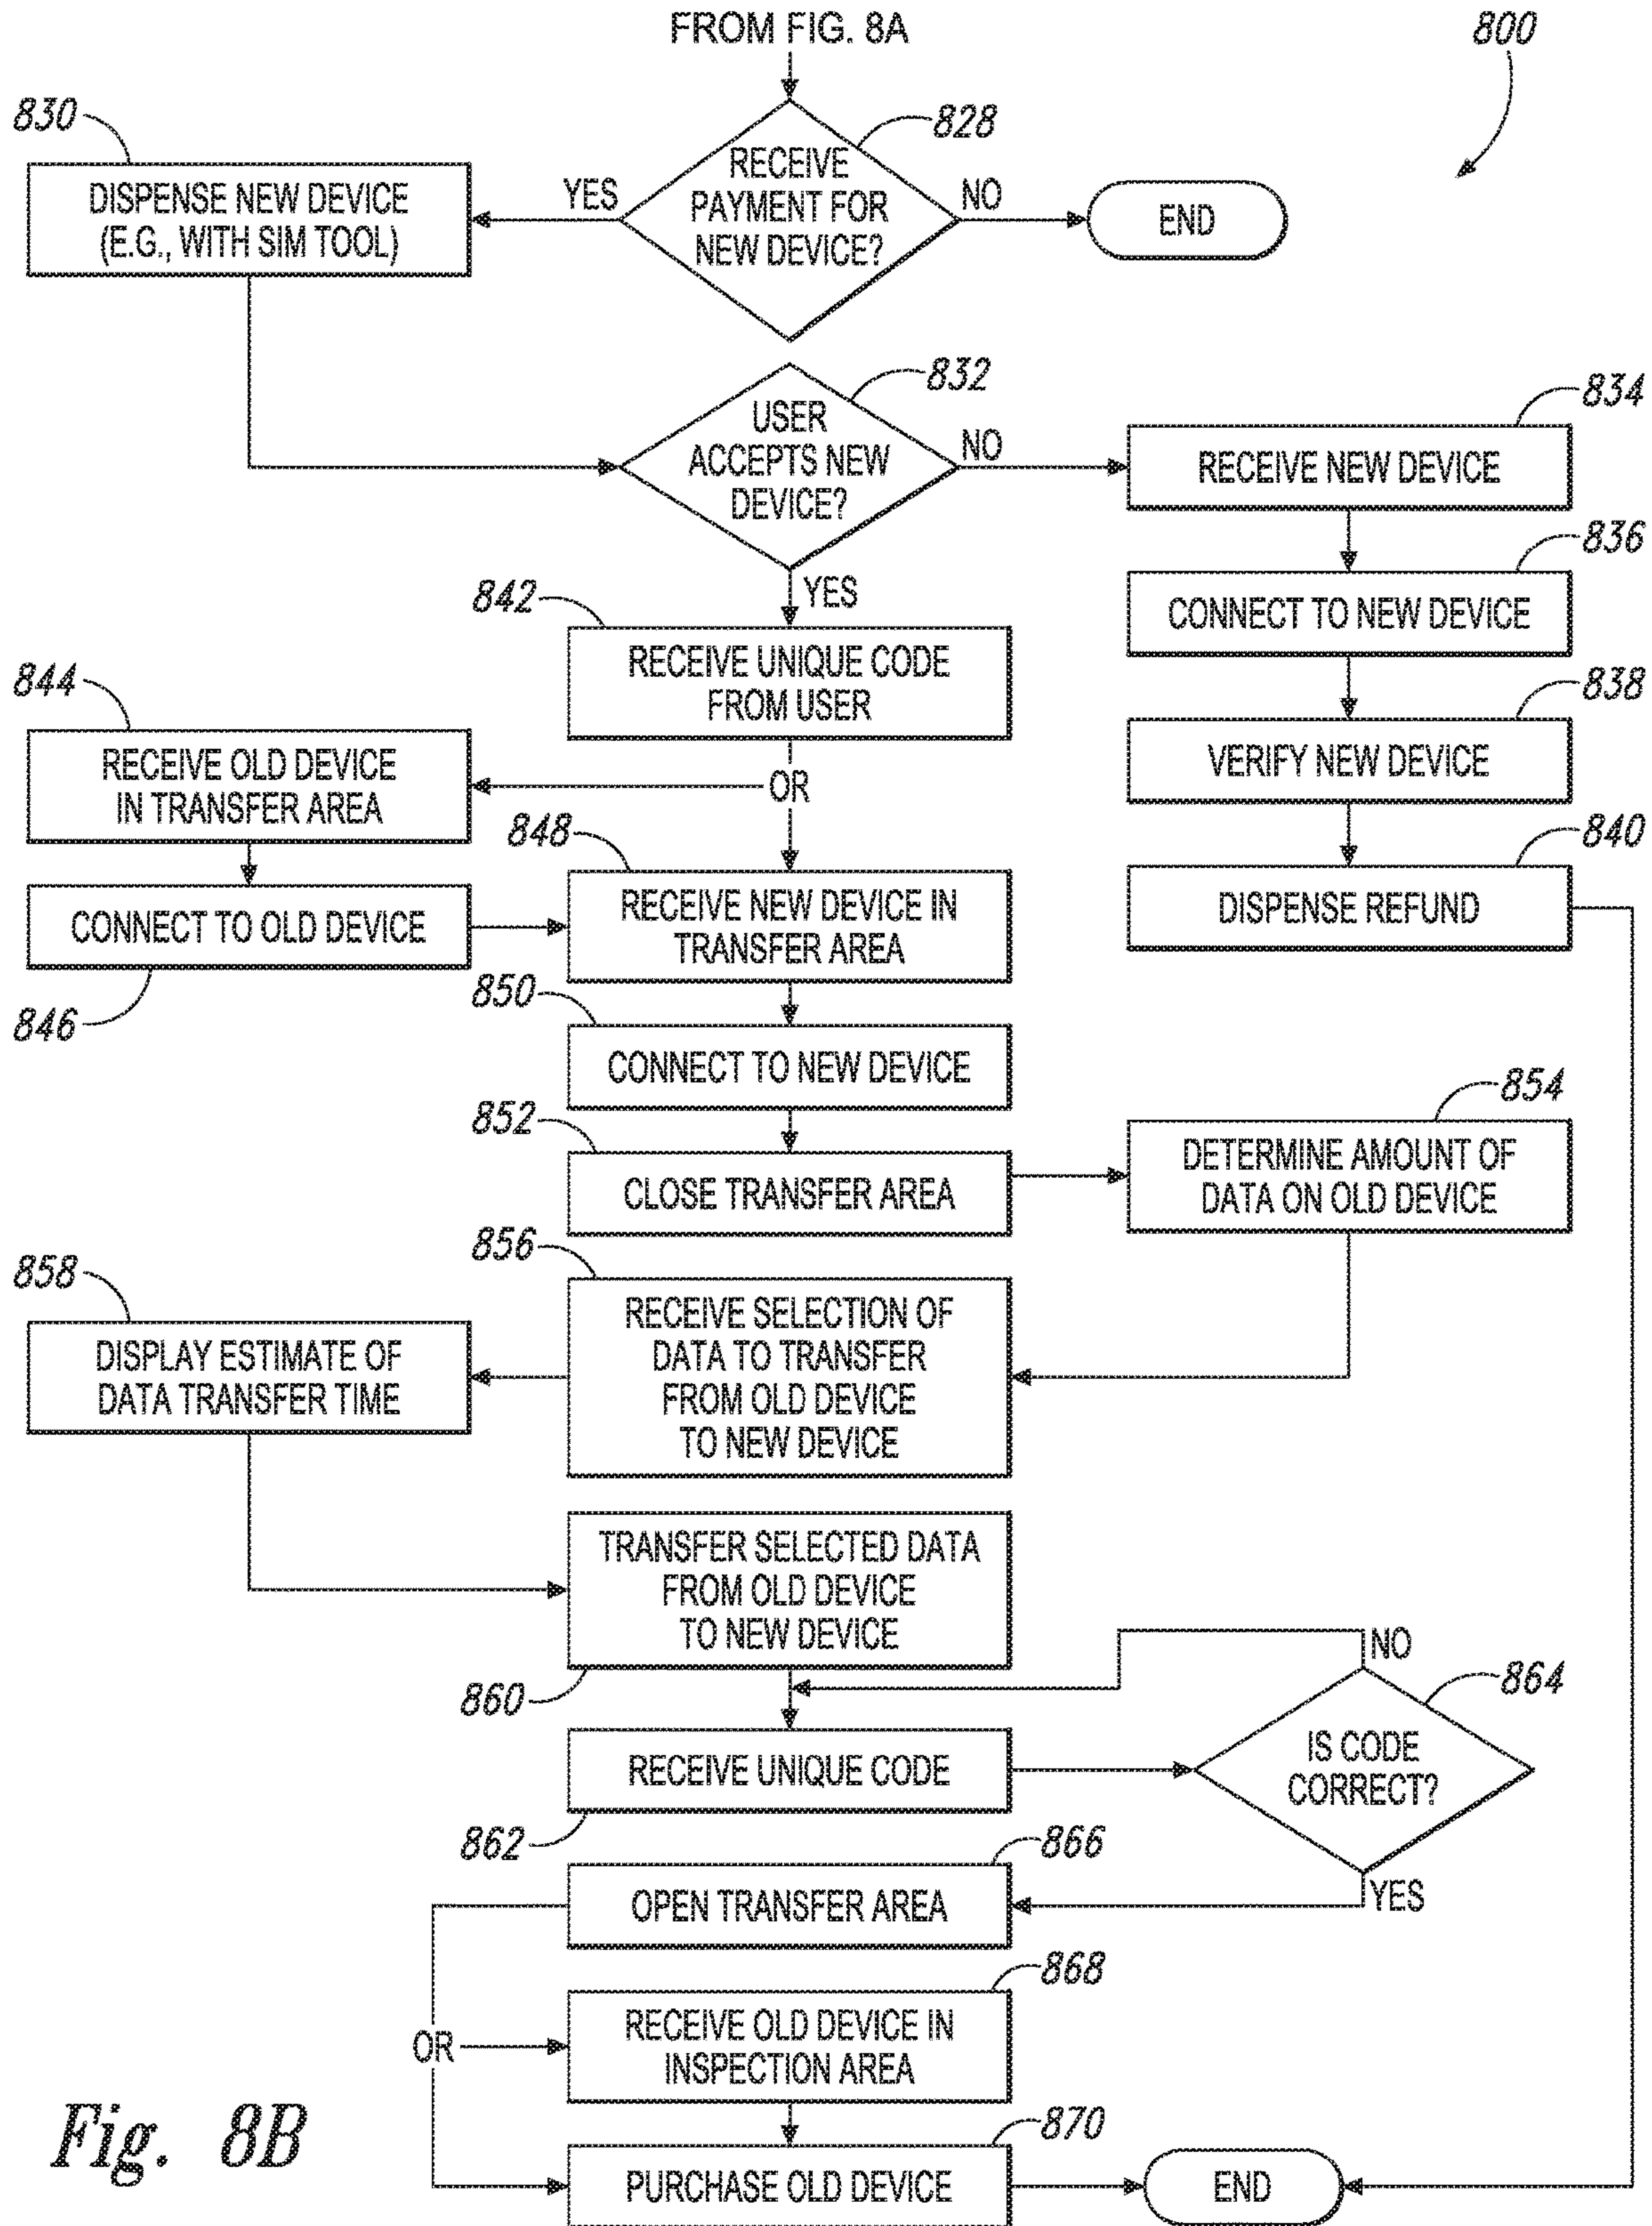 FROM FIG. 8A
800
830
828
RECEIVE
PAYMENT FOR
NEW DEVICE?
YES
NO
DISPENSE NEW DEVICE
(E.G., WITH SIM TOOL)
END
832
USER
ACCEPTS NEW
DEVICE?
NO
YES
834
RECEIVE NEW DEVICE
836
CONNECT TO NEW DEVICE
838
VERIFY NEW DEVICE
840
DISPENSE REFUND
842
RECEIVE UNIQUE CODE
FROM USER
OR
844
RECEIVE OLD DEVICE
IN TRANSFER AREA
CONNECT TO OLD DEVICE
846
848
RECEIVE NEW DEVICE IN
TRANSFER AREA
850
CONNECT TO NEW DEVICE
852
CLOSE TRANSFER AREA
854
DETERMINE AMOUNT OF
DATA ON OLD DEVICE
856
RECEIVE SELECTION OF
DATA TO TRANSFER
FROM OLD DEVICE
TO NEW DEVICE
858
DISPLAY ESTIMATE OF
DATA TRANSFER TIME
TRANSFER SELECTED DATA
FROM OLD DEVICE
TO NEW DEVICE
860
RECEIVE UNIQUE CODE
862
NO
864
IS CODE
CORRECT?
YES
866
OPEN TRANSFER AREA
868
OR
RECEIVE OLD DEVICE IN
INSPECTION AREA
870
PURCHASE OLD DEVICE
END
Fig. 8B